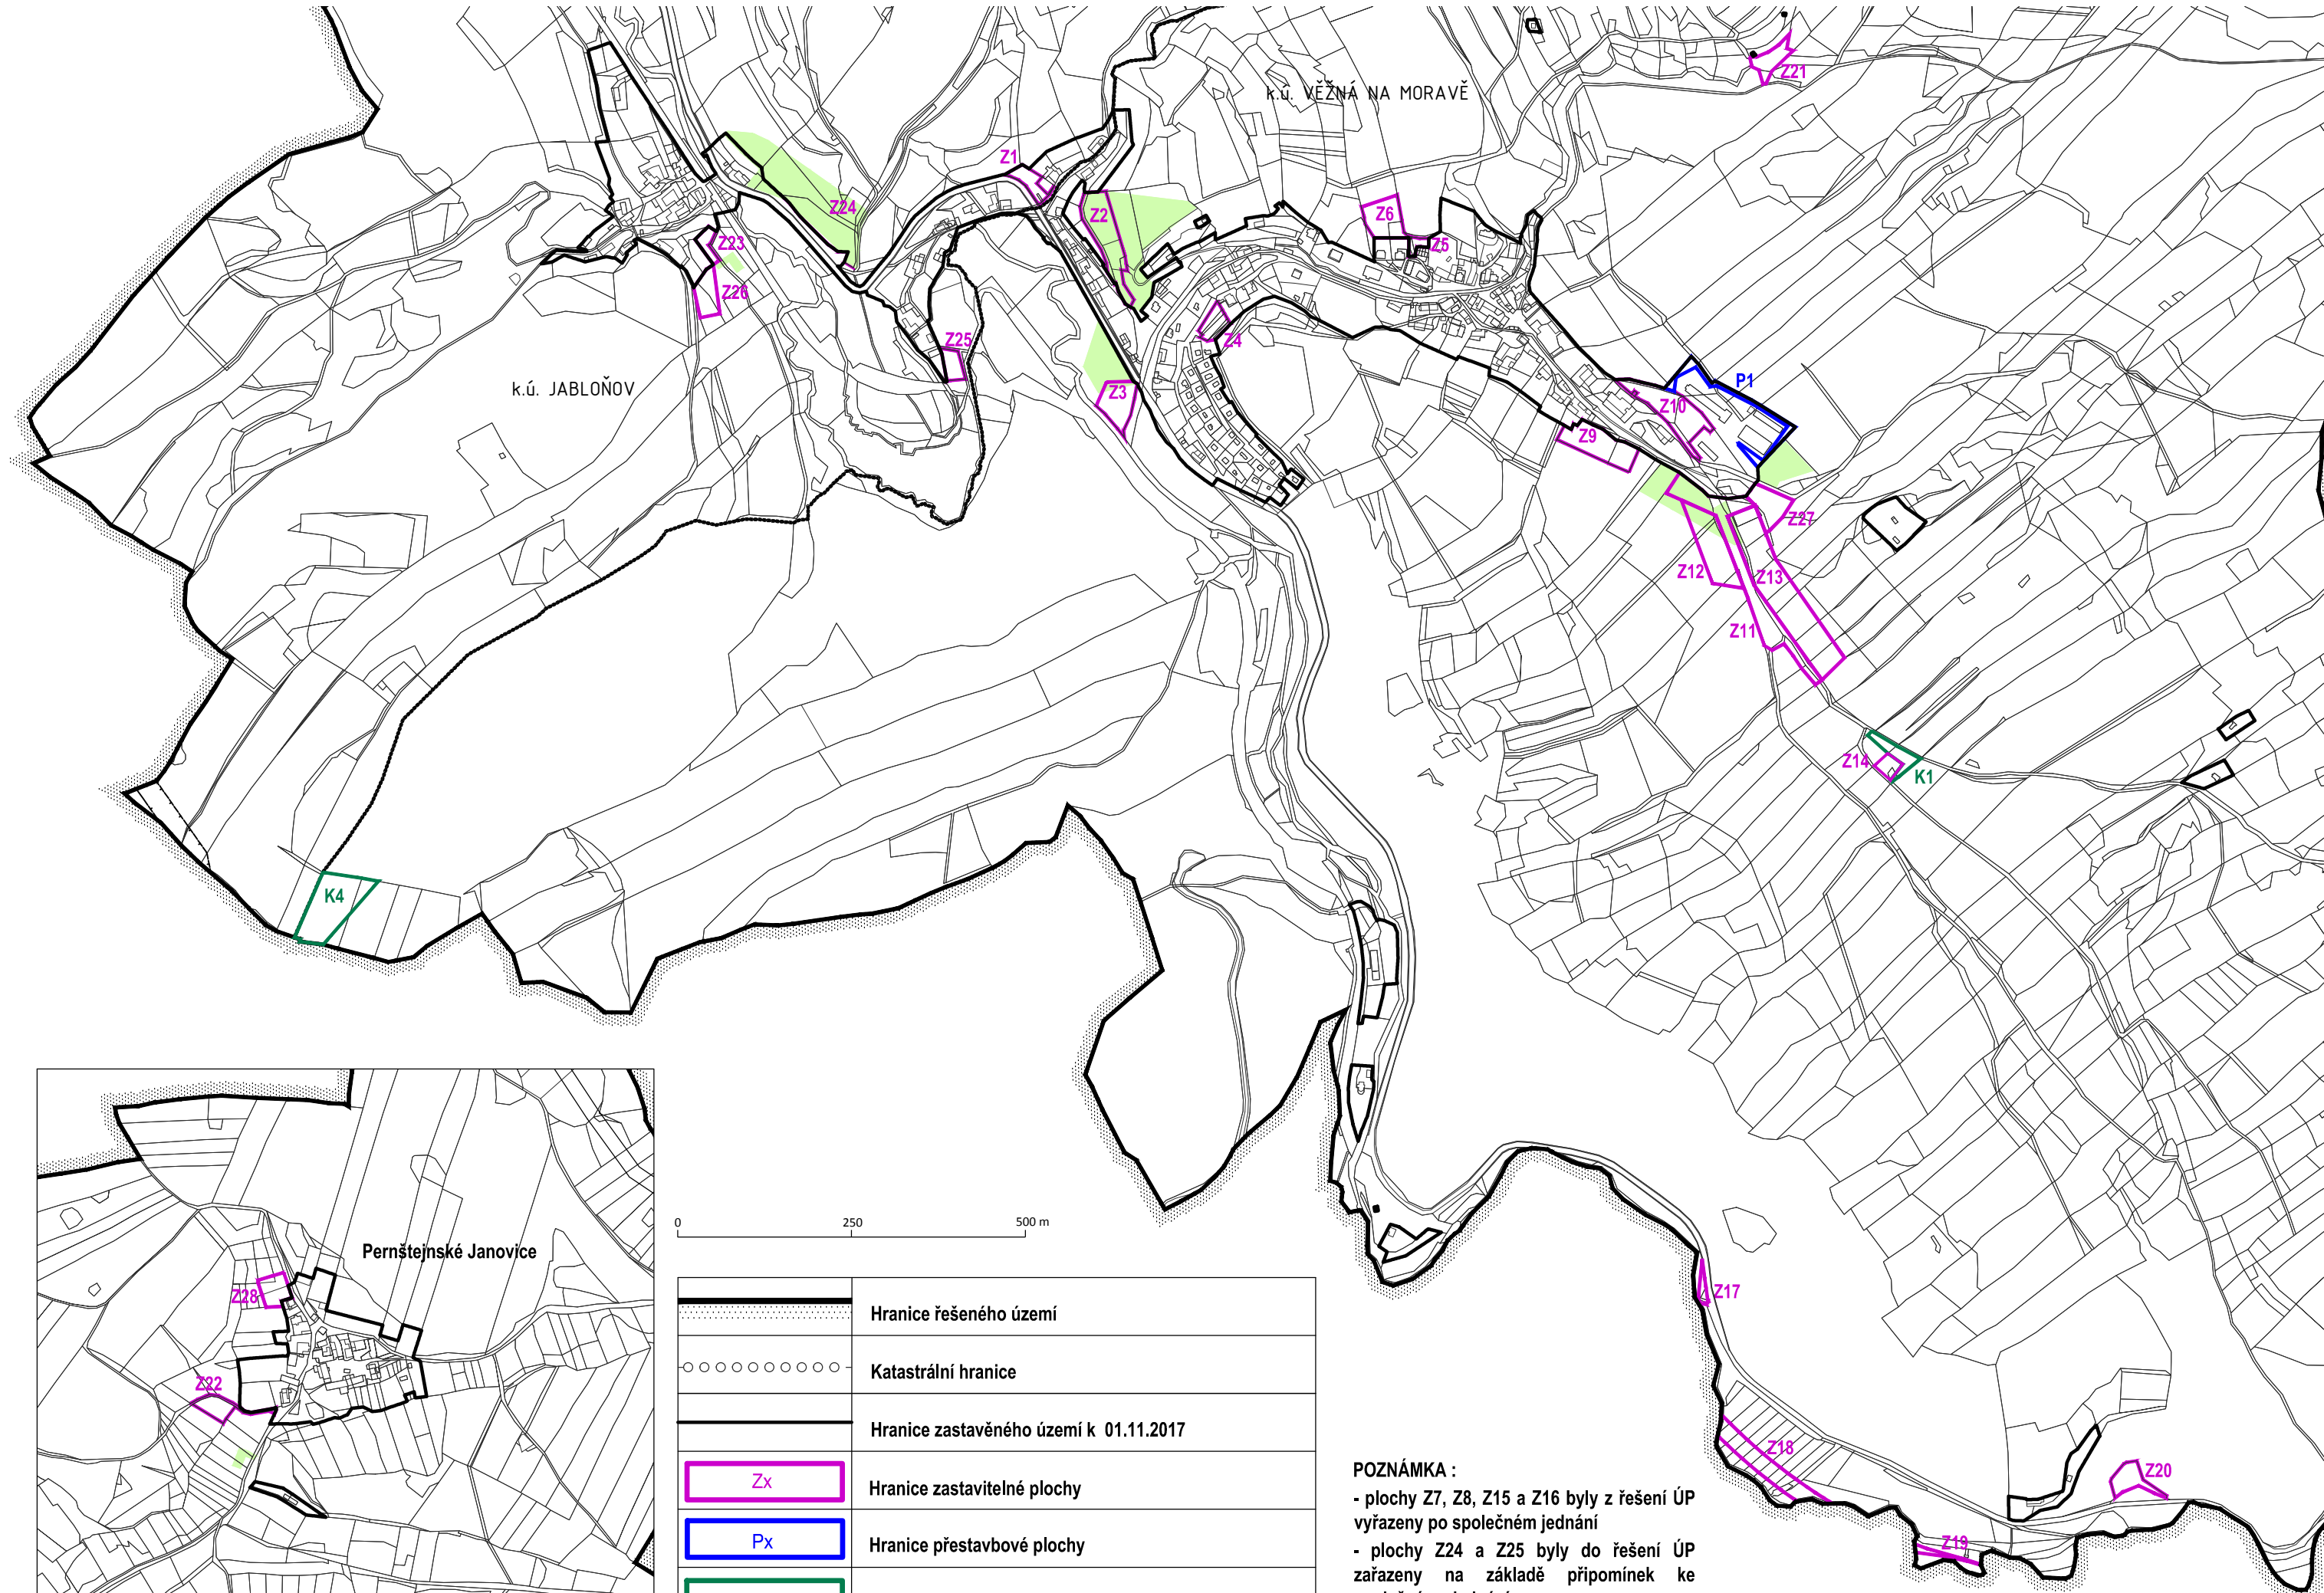 k.ú. VĚŽNÁ NA MORAVĚ
Z21
Z1
Z24
Z2
Z6
Z5
Z23
Z26
Z25
Z4
k.ú. JABLOŇOV
Z3
P1
Z10
Z9
Z27
Z12
Z13
Z11
Z14
K1
K4
Pernštejnské Janovice
Z28
Z22
0 250 500 m
Hranice řešeného území
Katastrální hranice
Hranice zastavěného území k 01.11.2017
Zx Hranice zastavitelné plochy
Px Hranice přestavbové plochy
Z17
Z18
Z20
Z19
POZNÁMKA :
- plochy Z7, Z8, Z15 a Z16 byly z řešení ÚP
vyřazeny po společném jednání
- plochy Z24 a Z25 byly do řešení ÚP
zařazeny na základě připomínek ke